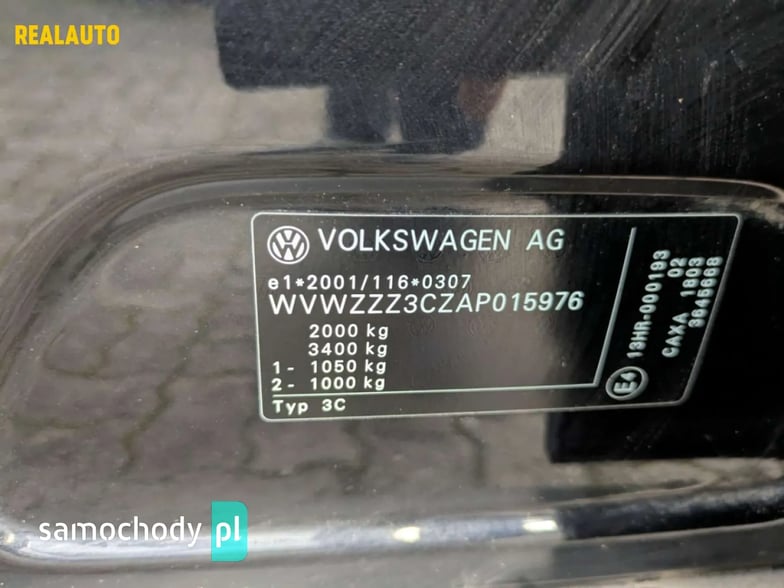 REALAUTO
VOLKSWAGEN AG
e1*2001/116*0307
WVWZZZ3CZAP015976
2000 kg
3400 kg
1- 1050 kg
2- 1000 kg
Typ 3C
E4
13HR-000193
02
CAXA 1803
3645668
samochody pl